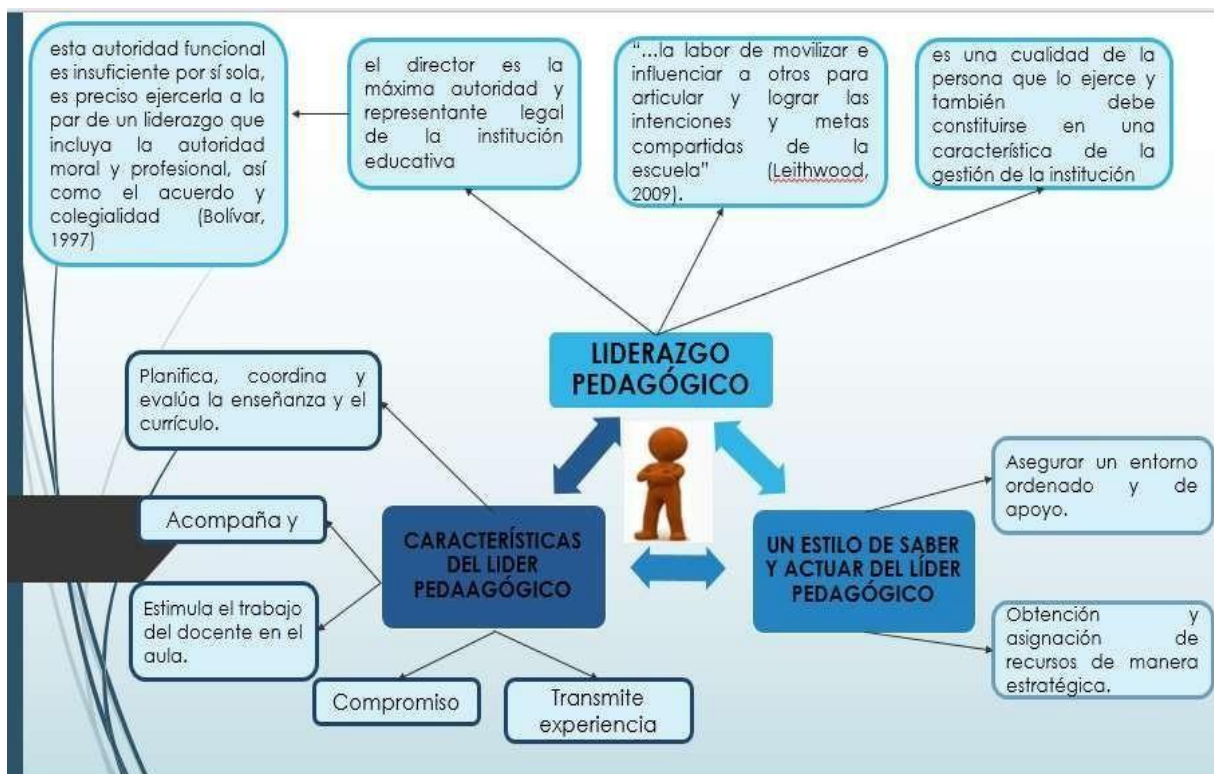 esta autoridad funcional
es insuficiente por sí sola,
es preciso ejercerla a la
par de un liderazgo que
incluya la autoridad
moral y profesional, así
como el acuerdo y
colegialidad (Bolívar,
1997)
el director es la
máxima autoridad y
representante legal
de la institución
educativa
"...la labor de movilizar e
influenciar a otros para
articular y lograr las
intenciones y metas
compartidas de la
escuela" (Leithwood,
2009).
es una cualidad de la
persona que lo ejerce y
también debe
constituirse en una
característica de la
gestión de la institución
LIDERAZGO
PEDAGÓGICO
Planifica, coordina y
evalúa la enseñanza y el
currículo.
Acompaña y
Estimula el trabajo
del docente en el
aula.
CARACTERÍSTICAS
DEL LIDER
PEDAAGÓGICO
Compromiso
Transmite
experiencia
UN ESTILO DE SABER
Y ACTUAR DEL LÍDER
PEDAGÓGICO
Asegurar un entorno
ordenado y de
apoyo.
Obtención y
asignación de
recursos de manera
estratégica.